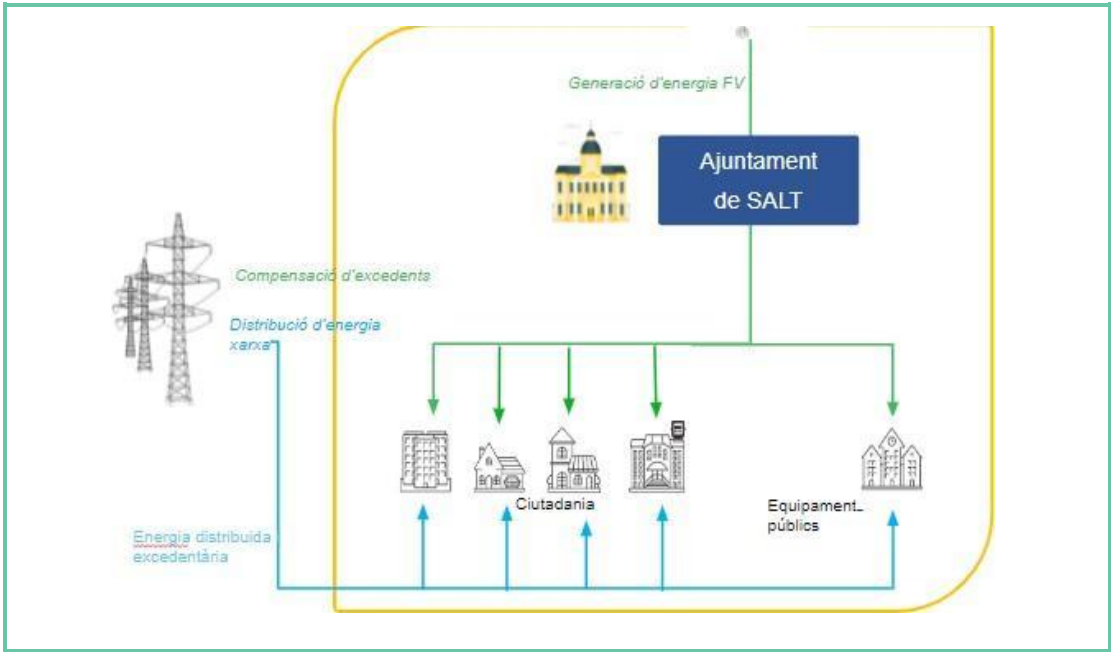 Generació d'energia FV
Ajuntament
de SALT
Compensació d'excedents
Distribució d'energia
xarxa
Ciutadania
Equipament
públics
Energia distribuida
excedentària